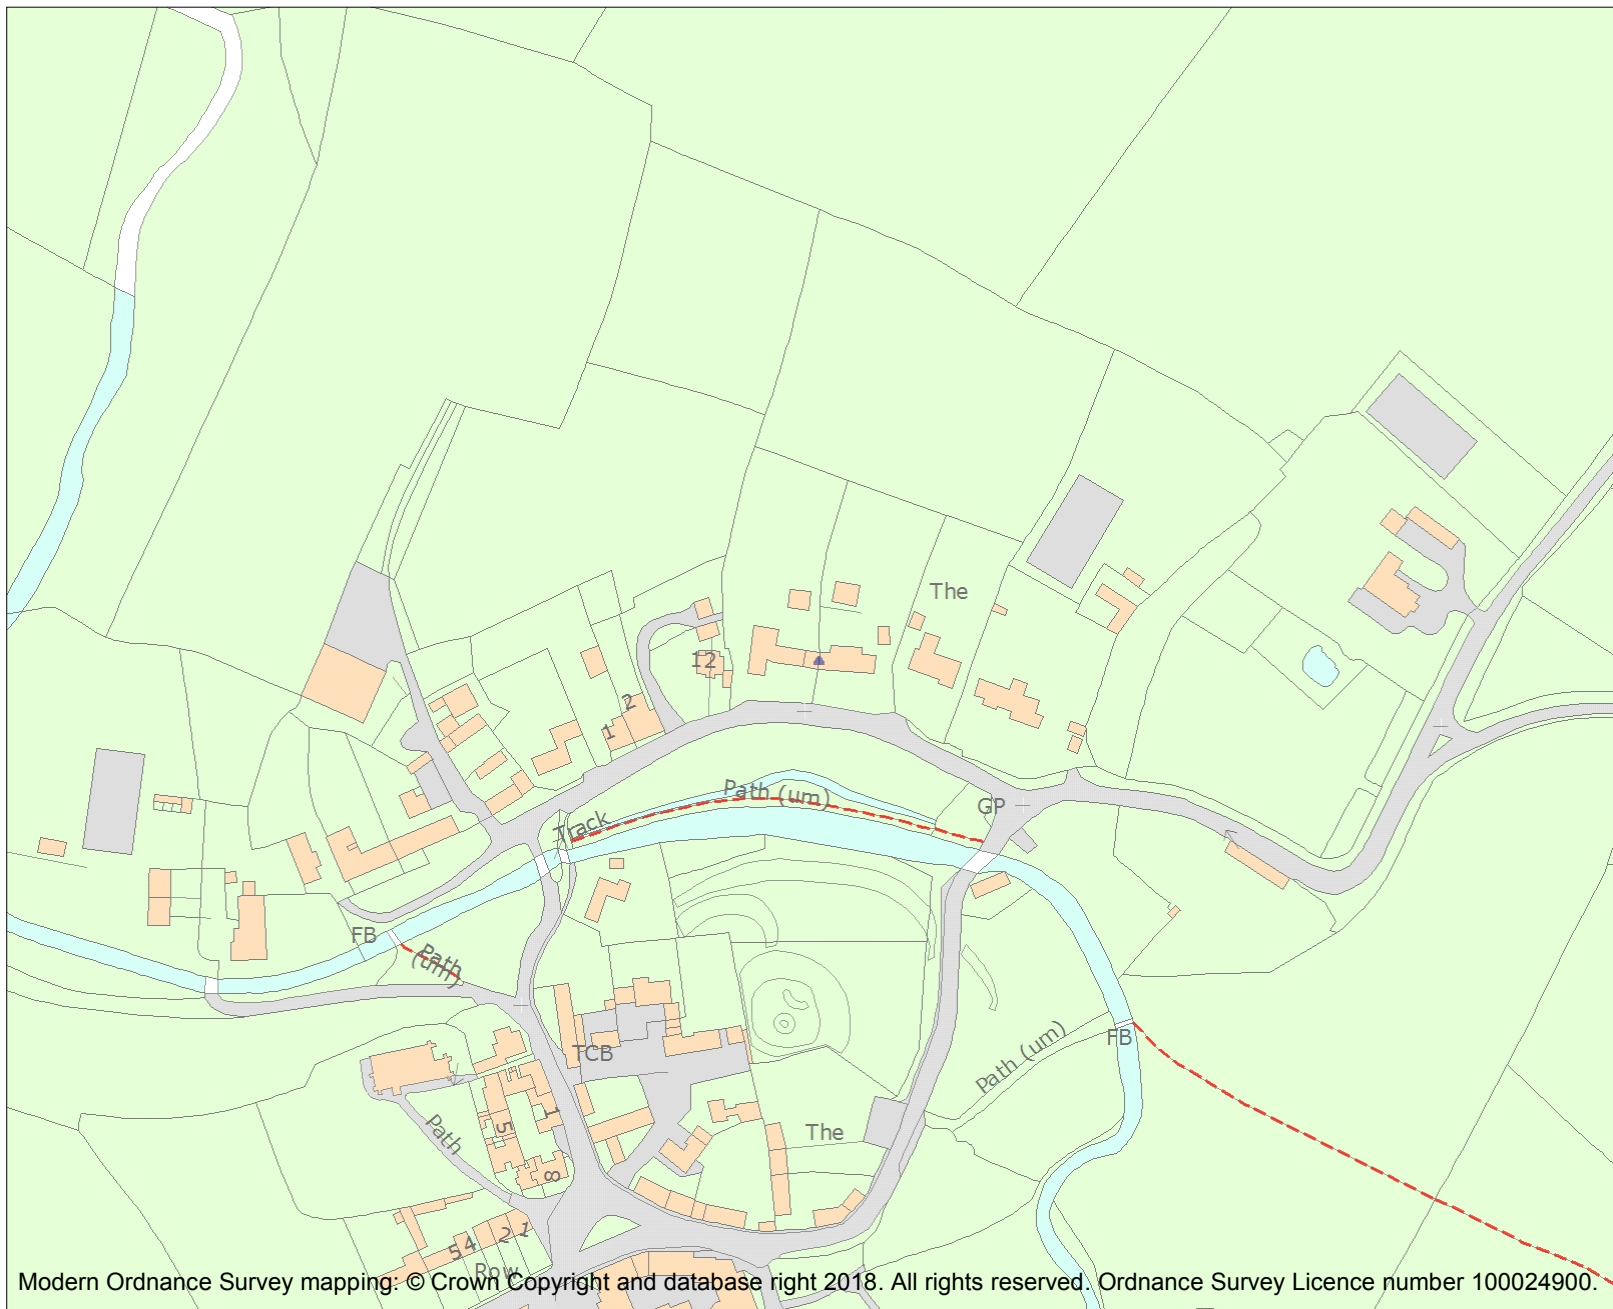 The
12
2
1
Path (um)
GP
Track
FB
Path
(um)
FB
Path (um)
TCB
1
5
8
Path
The
1
2
4
5
Row
Modern Ordnance Survey mapping: © Crown Copyright and database right 2018. All rights reserved. Ordnance Survey Licence number 100024900.